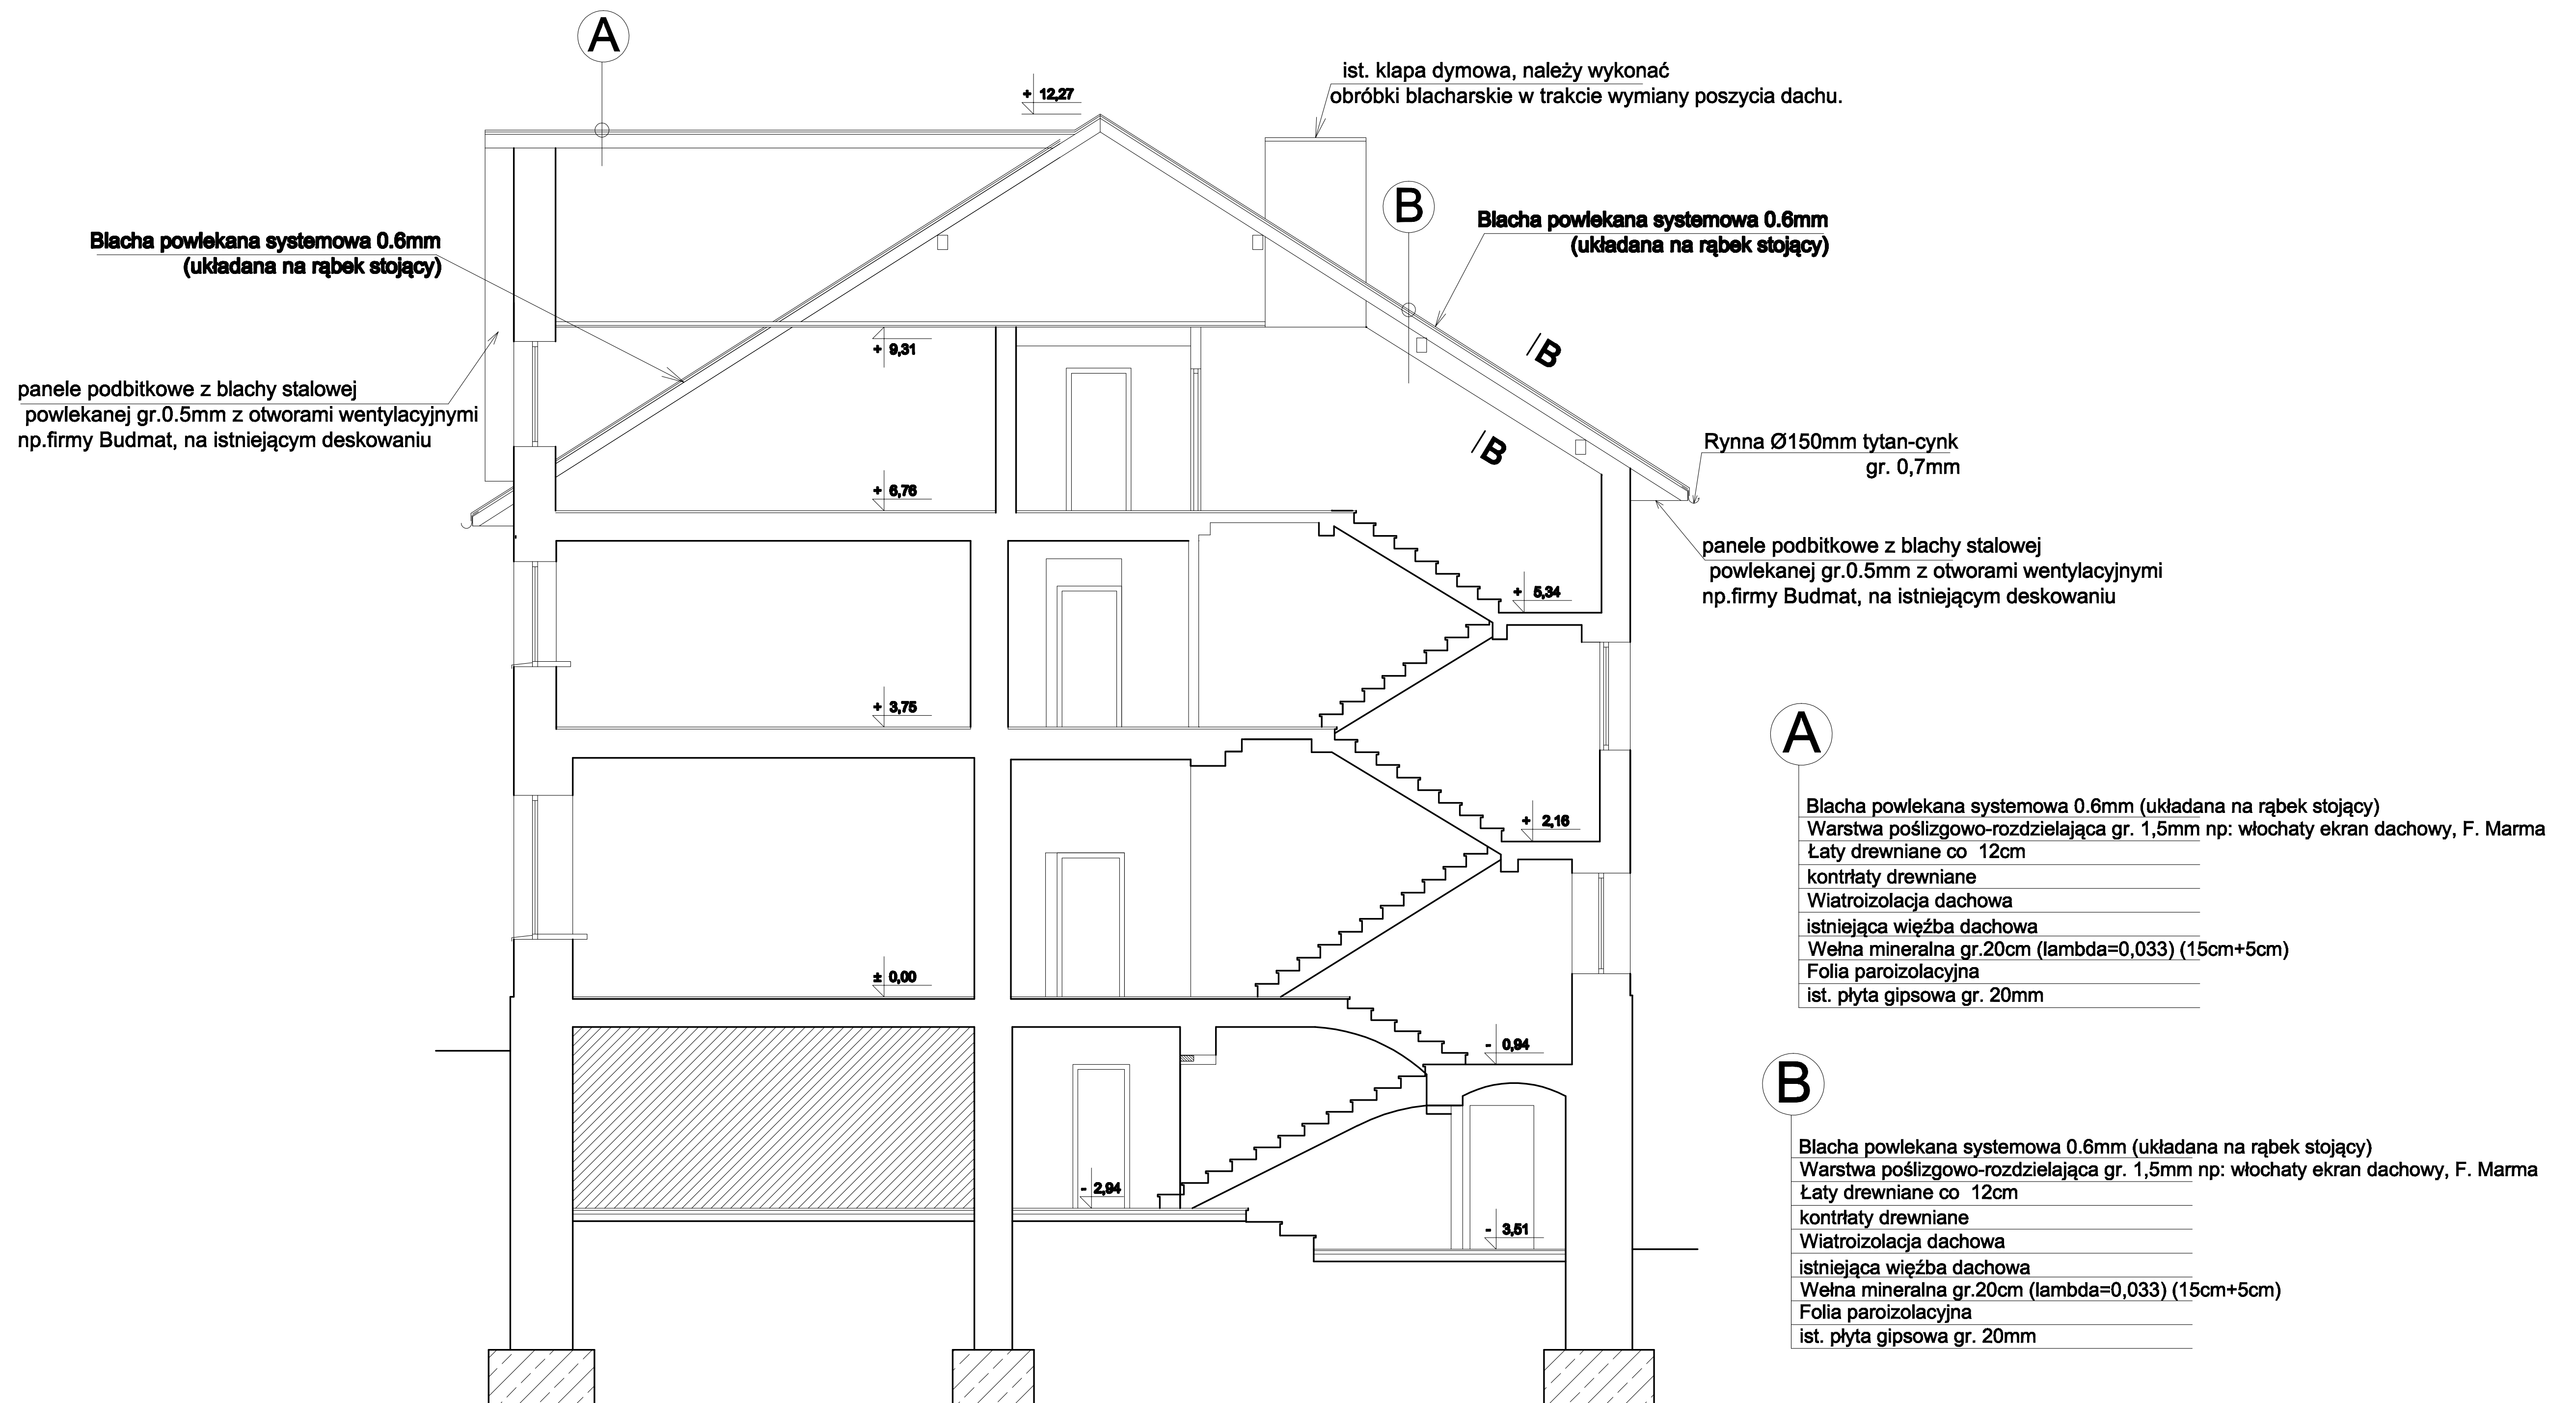 A
+ 12,27
ist. klapa dymowa, należy wykonać
obróbki blacharskie w trakcie wymiany poszycia dachu.
B
Blacha powlekana systemowa 0.6mm
(układana na rąbek stojący)
Blacha powlekana systemowa 0.6mm
(układana na rąbek stojący)
+ 9,31
B
panele podbitkowe z blachy stalowej
powlekanej gr.0.5mm z otworami wentylacyjnymi
np.firmy Budmat, na istniejącym deskowaniu
B
Rynna Ø150mm tytan-cynk
gr. 0,7mm
+ 6,76
panele podbitkowe z blachy stalowej
powlekanej gr.0.5mm z otworami wentylacyjnymi
np.firmy Budmat, na istniejącym deskowaniu
+ 5,34
+ 3,75
+ 2,16
± 0,00
- 0,94
- 2,94
- 3,51
A
Blacha powlekana systemowa 0.6mm (układana na rąbek stojący)
Warstwa poślizgowo-rozdzielająca gr. 1,5mm np: włochaty ekran dachowy, F. Marma
Łaty drewniane co 12cm
kontrłaty drewniane
Wiatroizolacja dachowa
istniejąca więźba dachowa
Wełna mineralna gr.20cm (lambda=0,033) (15cm+5cm)
Folia paroizolacyjna
ist. płyta gipsowa gr. 20mm
B
Blacha powlekana systemowa 0.6mm (układana na rąbek stojący)
Warstwa poślizgowo-rozdzielająca gr. 1,5mm np: włochaty ekran dachowy, F. Marma
Łaty drewniane co 12cm
kontrłaty drewniane
Wiatroizolacja dachowa
istniejąca więźba dachowa
Wełna mineralna gr.20cm (lambda=0,033) (15cm+5cm)
Folia paroizolacyjna
ist. płyta gipsowa gr. 20mm